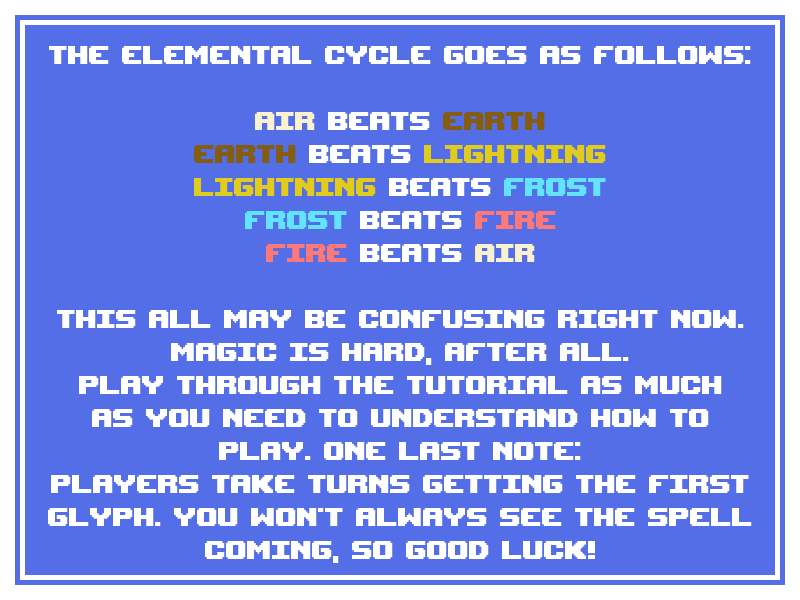 THE ELEMENTAL CYCLE GOES AS FOLLOWS:
AIR BEATS EARTH
EARTH BEATS LIGHTNING
LIGHTNING BEATS FROST
FROST BEATS FIRE
FIRE BEATS AIR
THIS ALL MAY BE CONFUSING RIGHT NOW.
MAGIC IS HARD, AFTER ALL.
PLAY THROUGH THE TUTORIAL AS MUCH
AS YOU NEED TO UNDERSTAND HOW TO
PLAY. ONE LAST NOTE:
PLAYERS TAKE TURNS GETTING THE FIRST
GLYPH. YOU WON'T ALWAYS SEE THE SPELL
COMING, SO GOOD LUCK!